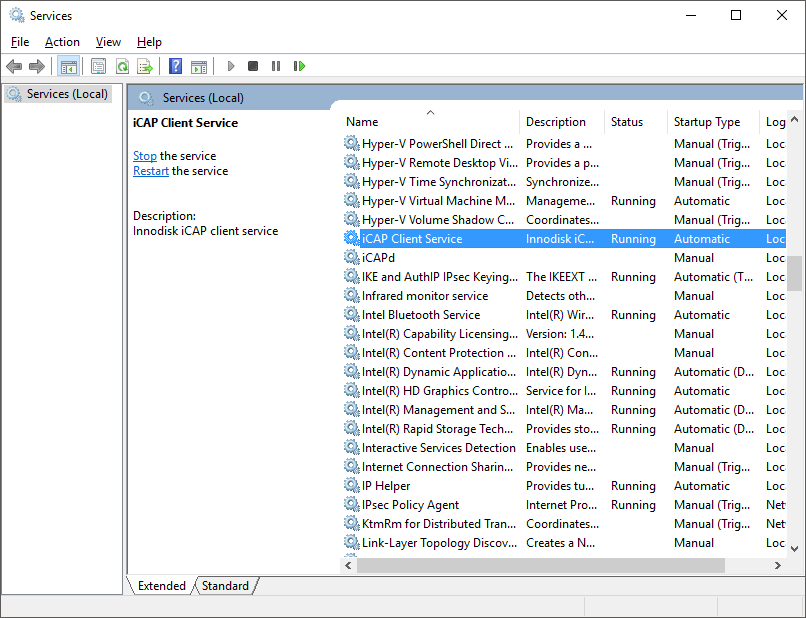 Services
File Action View Help
Services (Local)
Services (Local)
iCAP Client Service
Stop the service
Restart the service
Description:
Innodisk iCAP client service
Name Description Status Startup Type Log
Hyper-V PowerShell Direct ... Provides a ... Manual (Trig... Loc
Hyper-V Remote Desktop Vi... Provides a p... Manual (Trig... Loc
Hyper-V Time Synchronizat... Synchronize... Manual (Trig... Loc
Hyper-V Virtual Machine M... Manageme... Running Automatic Loc
Hyper-V Volume Shadow C... Coordinates... Manual (Trig... Loc
iCAP Client Service Innodisk iC... Running Automatic Loc
iCAPd Manual Loc
IKE and AuthIP IPsec Keying... The IKEEXT ... Running Automatic (T... Loc
Infrared monitor service Detects oth... Manual Loc
Intel Bluetooth Service Intel(R) Wir... Running Automatic Loc
Intel(R) Capability Licensing... Version: 1.4... Manual Loc
Intel(R) Content Protection ... Intel(R) Con... Manual Loc
Intel(R) Dynamic Applicatio... Intel(R) Dyn... Running Automatic (D... Loc
Intel(R) HD Graphics Contro... Service for I... Running Automatic Loc
Intel(R) Management and S... Intel(R) Ma... Running Automatic (D... Loc
Intel(R) Rapid Storage Tech... Provides sto... Running Automatic (D... Loc
Interactive Services Detection Enables use... Manual Loc
Internet Connection Sharin... Provides ne... Manual (Trig... Loc
IP Helper Provides tu... Running Automatic Loc
IPsec Policy Agent Internet Pro... Running Manual (Trig... Net
KtmRm for Distributed Tran... Coordinates... Manual (Trig... Net
Link-Layer Topology Discov... Creates a N... Manual Loc
Extended Standard